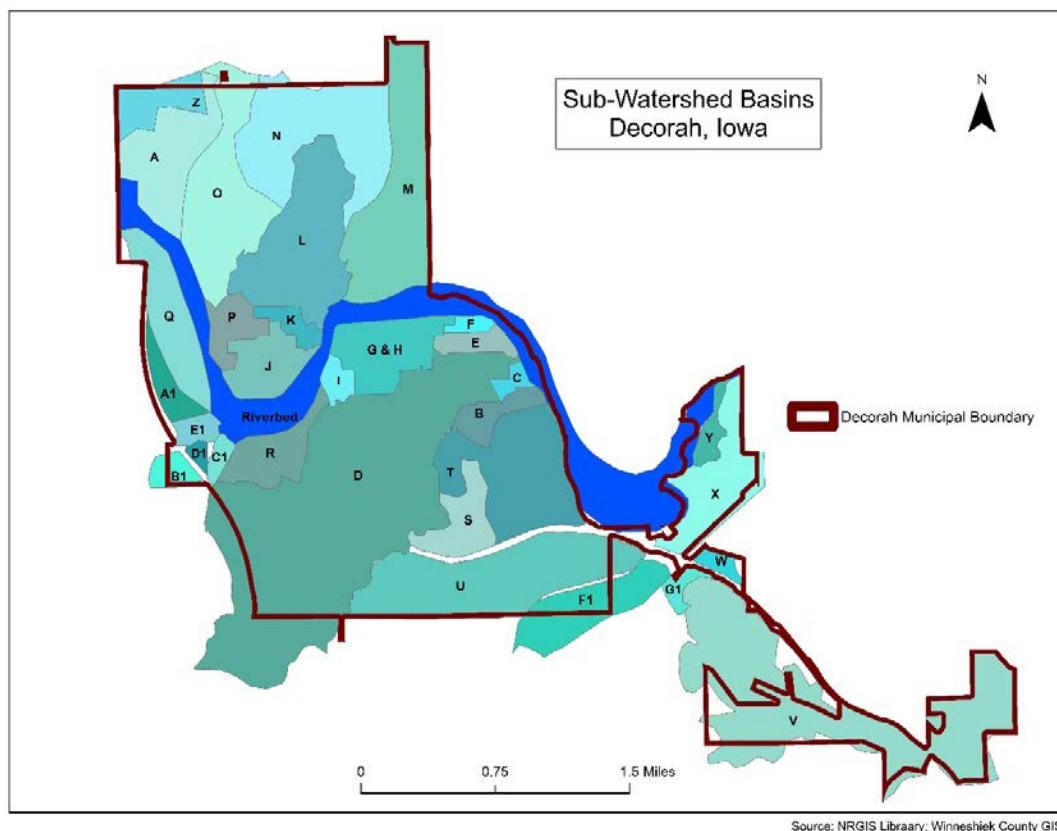 Sub-Watershed Basins
Decorah, Iowa
N
Z
N
A
O
M
L
Q
P
K
F
E
G & H
J
I
C
A1
Riverbed
B
E1
D1
C1
R
B1
D
T
S
Y
X
Decorah Municipal Boundary
W
U
F1
G1
V
0
0.75
1.5 Miles
Source: NRGIS Libraary; Winneshiek County GIS